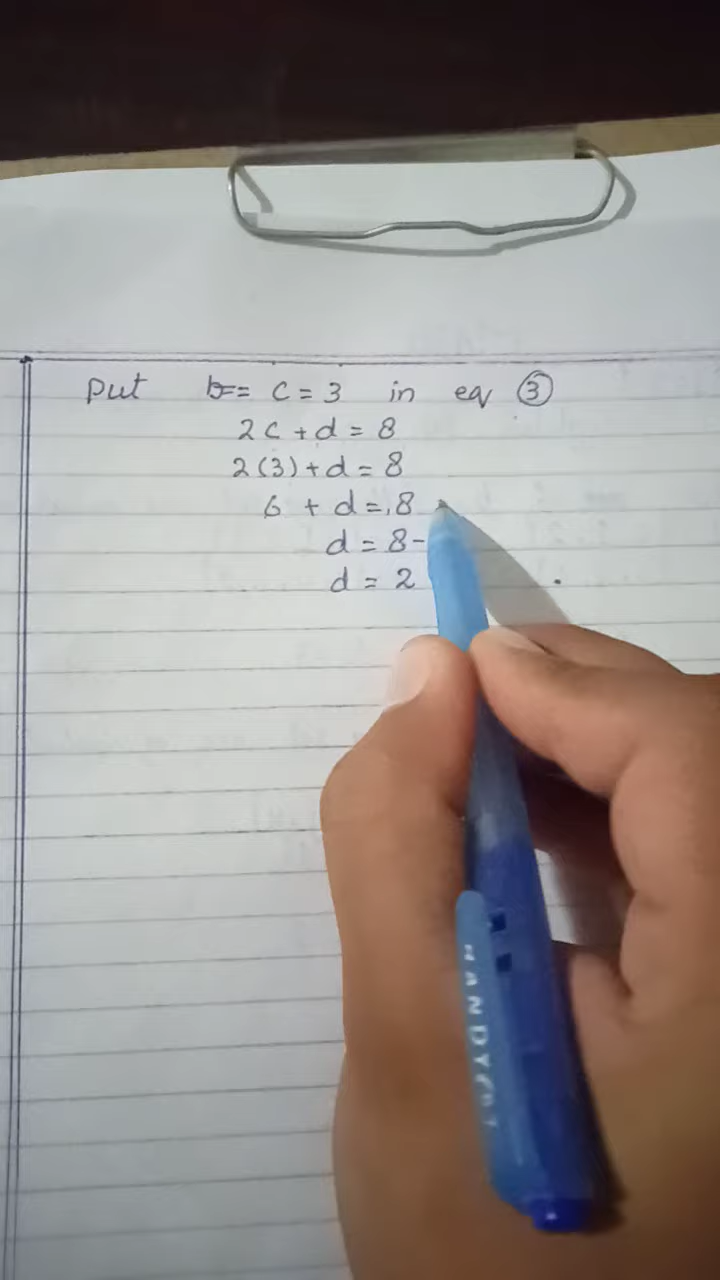 Put b== c = 3 in eq ③
2c + d = 8
2(3) + d = 8
6 + d = 8
d = 8 -
d = 2